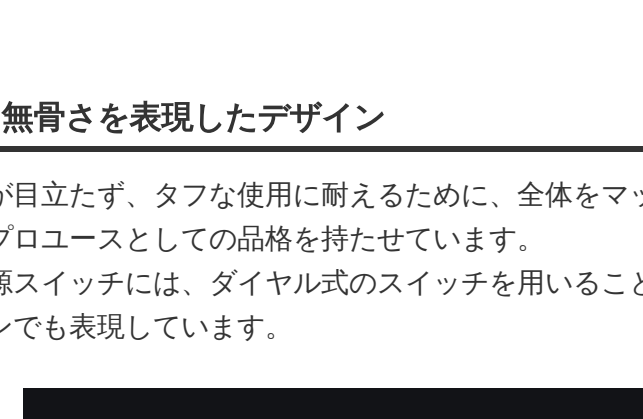 無骨さを表現したデザイン
が目立たず、タフな使用に耐えるために、全体をマッ
プロユースとしての品格を持たせています。
源スイッチには、ダイヤル式のスイッチを用いること
ンでも表現しています。